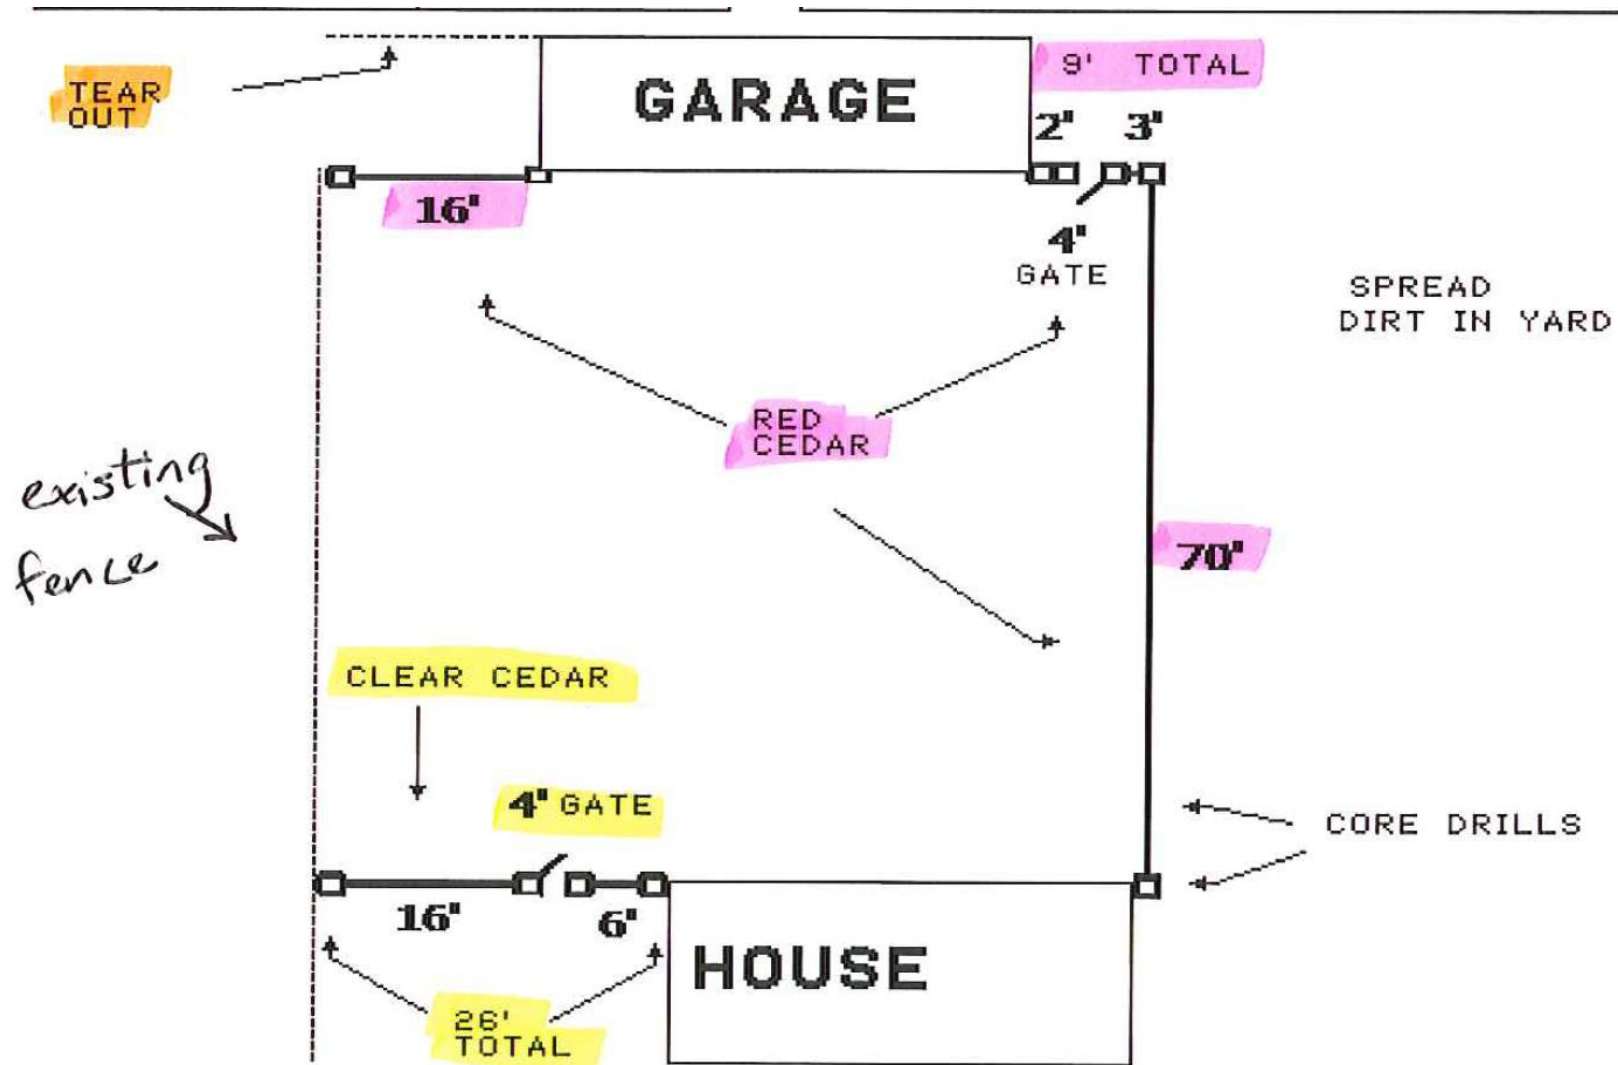 TEAR
OUT
GARAGE
9' TOTAL
2"
3"
16"
4"
GATE
SPREAD
DIRT IN YARD
RED
CEDAR
existing
fence
70"
CLEAR CEDAR
4" GATE
CORE DRILLS
16"
6"
HOUSE
26'
TOTAL